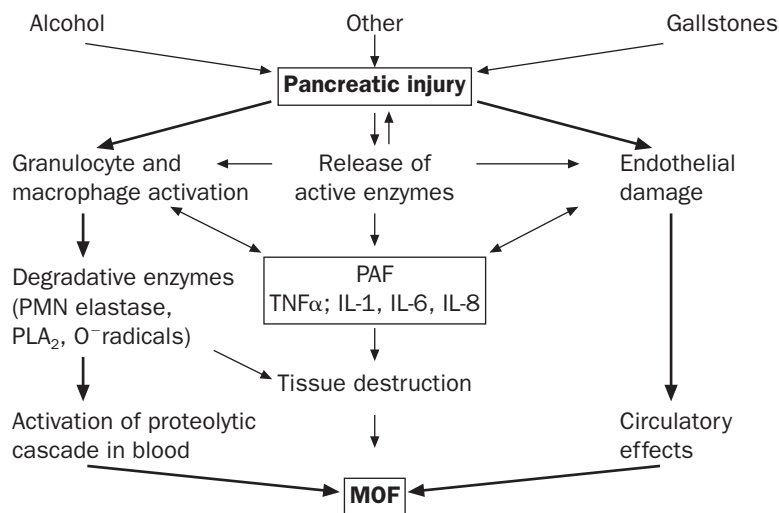 Alcohol
Other
Gallstones
Pancreatic injury
Granulocyte and
macrophage activation
Release of
active enzymes
Endothelial
damage
Degradative enzymes
(PMN elastase,
PLA₂, O⁻radicals)
PAF
TNFα; IL-1, IL-6, IL-8
Tissue destruction
Activation of proteolytic
cascade in blood
Circulatory
effects
MOF